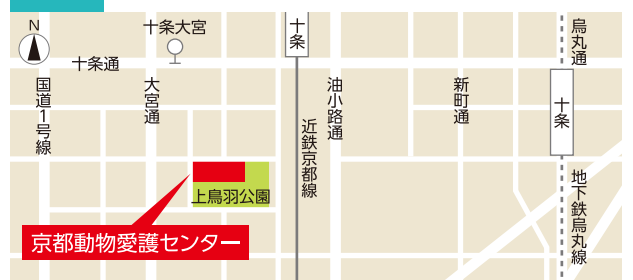 N
十条大宮
十条
烏丸通
十条通
国道1号線
大宮通
油小路通
新町通
十条
近鉄京都線
上鳥羽公園
地下鉄烏丸線
京都動物愛護センター